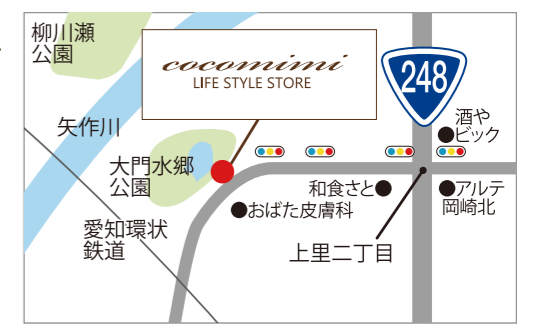 柳川瀬
公園
cocomimi
LIFE STYLE STORE
248
酒や
ビック
矢作川
大門水郷
公園
和食さと
アルテ
岡崎北
おばた皮膚科
愛知環状
鉄道
上里二丁目